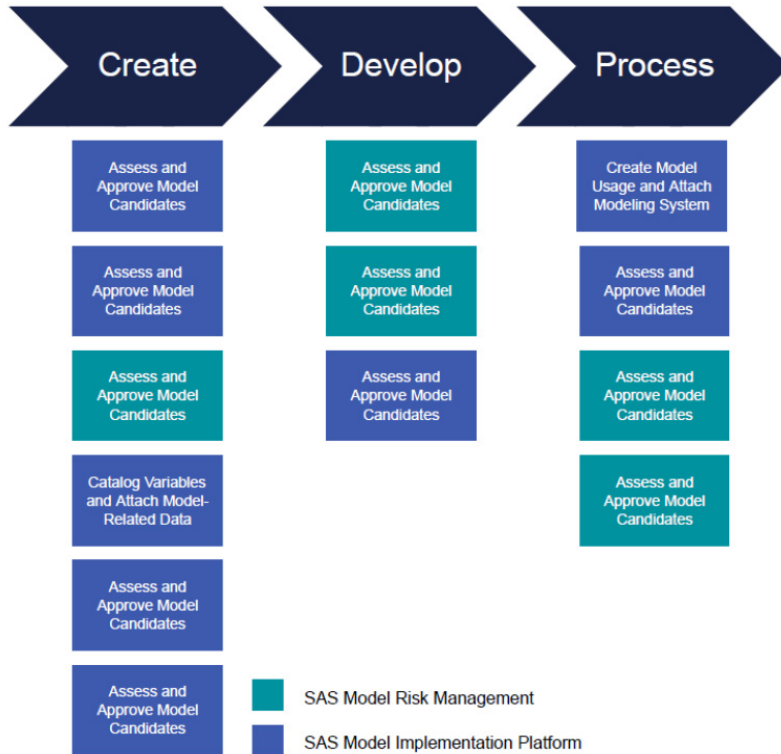 Create
Develop
Process
Assess and
Approve Model
Candidates
Assess and
Approve Model
Candidates
Assess and
Approve Model
Candidates
Catalog Variables
and Attach Model-
Related Data
Assess and
Approve Model
Candidates
Assess and
Approve Model
Candidates
Assess and
Approve Model
Candidates
Assess and
Approve Model
Candidates
Assess and
Approve Model
Candidates
Create Model
Usage and Attach
Modeling System
Assess and
Approve Model
Candidates
Assess and
Approve Model
Candidates
Assess and
Approve Model
Candidates
SAS Model Risk Management
SAS Model Implementation Platform